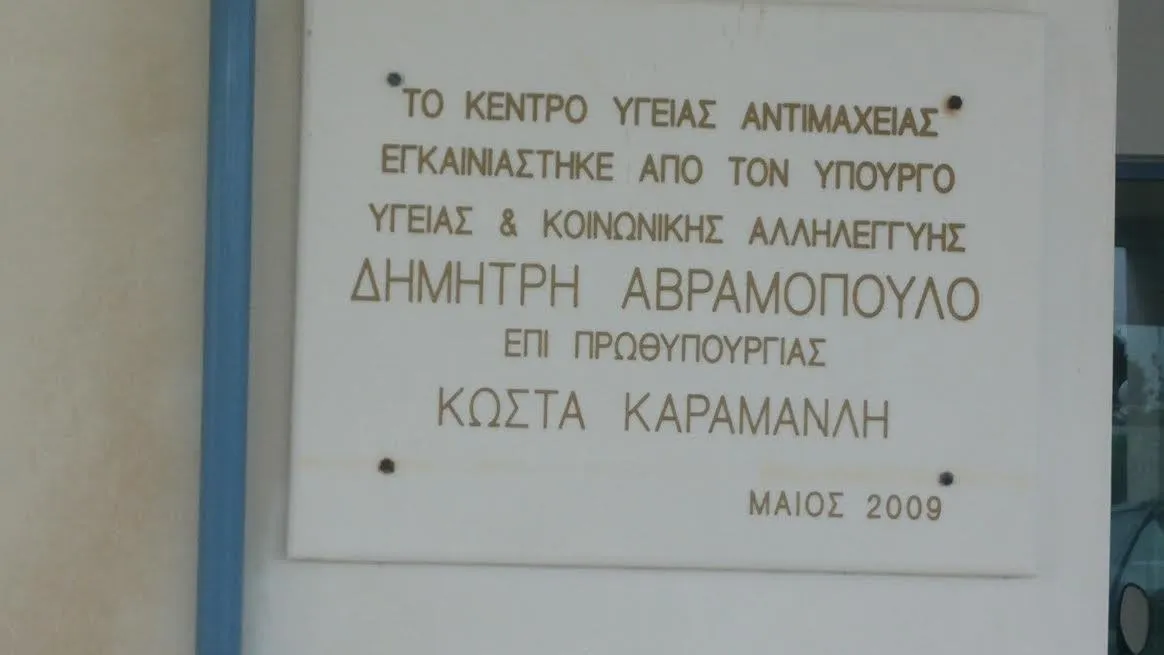 ΤΟ ΚΕΝΤΡΟ ΥΓΕΙΑΣ ΑΝΤΙΜΑΧΕΙΑΣ
ΕΓΚΑΙΝΙΑΣΤΗΚΕ ΑΠΟ ΤΟΝ ΥΠΟΥΡΓΟ
ΥΓΕΙΑΣ & ΚΟΙΝΩΝΙΚΗΣ ΑΛΛΗΛΕΓΓΥΗΣ
ΔΗΜΗΤΡΗ ΑΒΡΑΜΟΠΟΥΛΟ
ΕΠΙ ΠΡΩΘΥΠΟΥΡΓΙΑΣ
ΚΩΣΤΑ ΚΑΡΑΜΑΝΛΗ
ΜΑΙΟΣ 2009